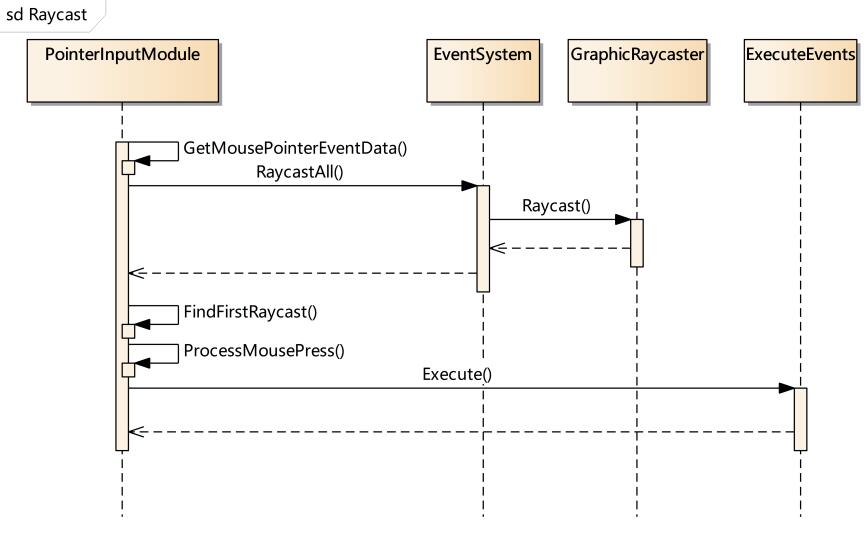 sd Raycast
PointerInputModule
EventSystem
GraphicRaycaster
ExecuteEvents
GetMousePointerEventData()
RaycastAll()
Raycast()
FindFirstRaycast()
ProcessMousePress()
Execute()